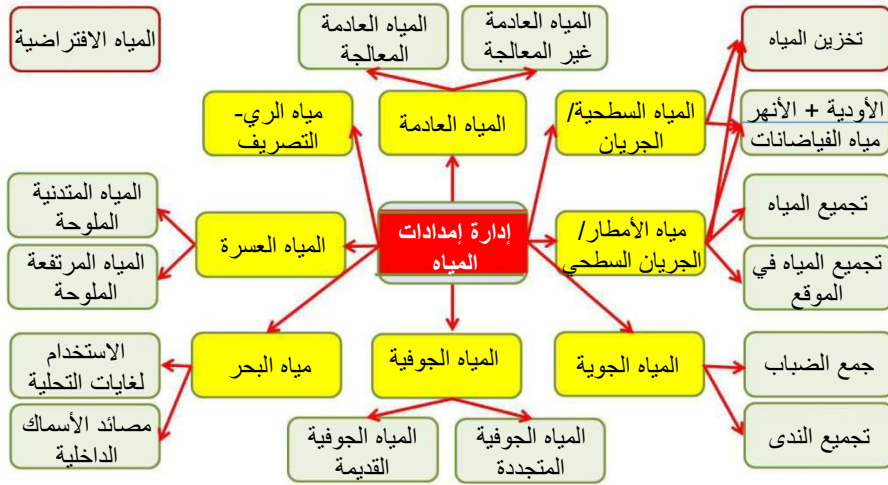 المياه الافتراضية
المياه العادمة
المعالجة
المياه العادمة
غير المعالجة
تخزين المياه
مياه الري-
التصريف
المياه العادمة
المياه السطحية/
الجريان
الأودية + الأنهر
مياه الفياضانات
المياه المتدنية
الملوحة
المياه العسرة
إدارة إمدادات
المياه
مياه الأمطار/
الجريان السطحي
تجميع المياه
المياه المرتفعة
الملوحة
تجميع المياه في
الموقع
الاستخدام
لغايات التحلية
مياه البحر
المياه الجوفية
المياه الجوية
جمع الضباب
مصائد الأسماك
الداخلية
المياه الجوفية
القديمة
المياه الجوفية
المتجددة
تجميع الندى